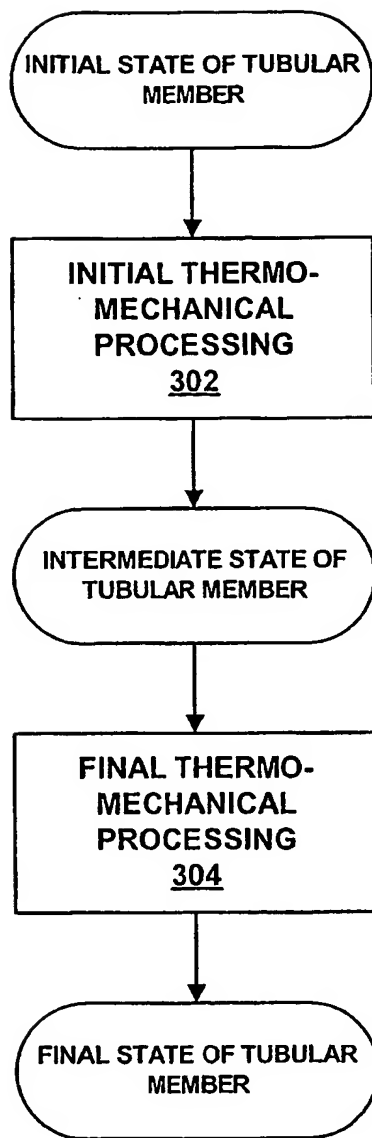 INITIAL STATE OF TUBULAR
MEMBER
INITIAL THERMO-
MECHANICAL
PROCESSING
302
INTERMEDIATE STATE OF
TUBULAR MEMBER
FINAL THERMO-
MECHANICAL
PROCESSING
304
FINAL STATE OF TUBULAR
MEMBER